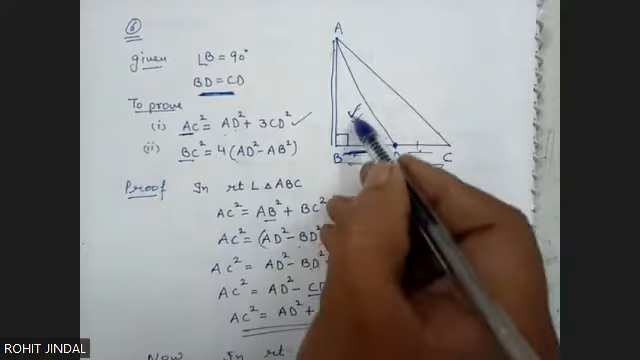 6
given ∟B = 90°
BD = CD
To prove
(i) AC² = AD² + 3CD² ✓
(ii) BC² = 4(AD² - AB²)
Proof In rt ∟ △ ABC
AC² = AB² + BC²
AC² = (AD² - BD²
AC² = AD² - BD²
AC² = AD² - CD
AC² = AD² +
Now In rt
A
B
C
ROHIT JINDAL